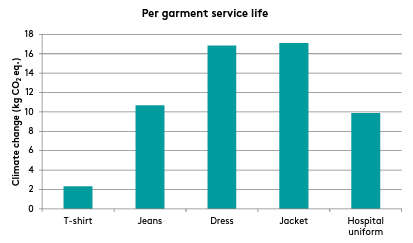 Per garment service life
Climate change (kg CO₂ eq.)
18
16
14
12
10
8
6
4
2
0
T-shirt
Jeans
Dress
Jacket
Hospital
uniform